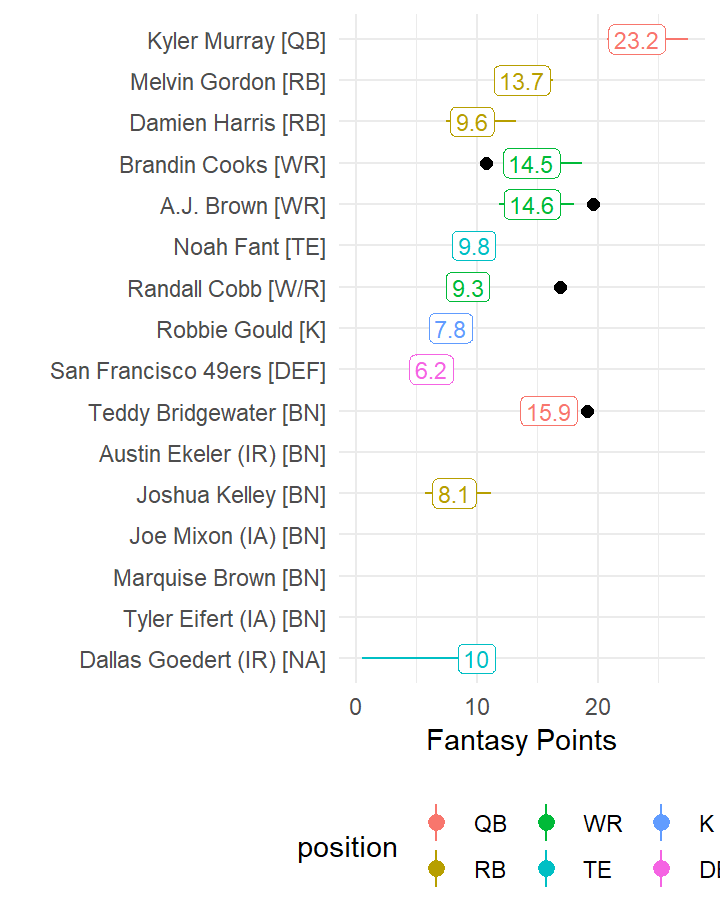 Kyler Murray [QB] 23.2
Melvin Gordon [RB] 13.7
Damien Harris [RB] 9.6
Brandin Cooks [WR] 14.5
A.J. Brown [WR] 14.6
Noah Fant [TE] 9.8
Randall Cobb [W/R] 9.3
Robbie Gould [K] 7.8
San Francisco 49ers [DEF] 6.2
Teddy Bridgewater [BN] 15.9
Austin Ekeler (IR) [BN]
Joshua Kelley [BN] 8.1
Joe Mixon (IA) [BN]
Marquise Brown [BN]
Tyler Eifert (IA) [BN]
Dallas Goedert (IR) [NA] 10
0 10 20
Fantasy Points
position
QB WR K
RB TE